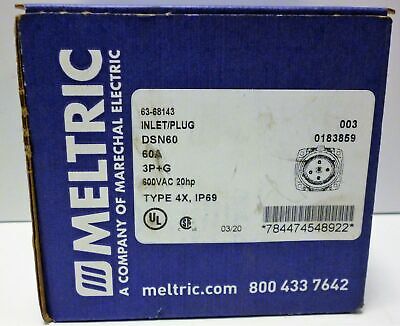 MELTRIC
A COMPANY OF MARECHAL ELECTRIC
63-68143
INLET/PLUG
003
DSN60
0183859
60A
3P+G
600VAC 20hp
TYPE 4X, IP69
UL
03/20
*784474548922*
meltric.com 800 433 7642